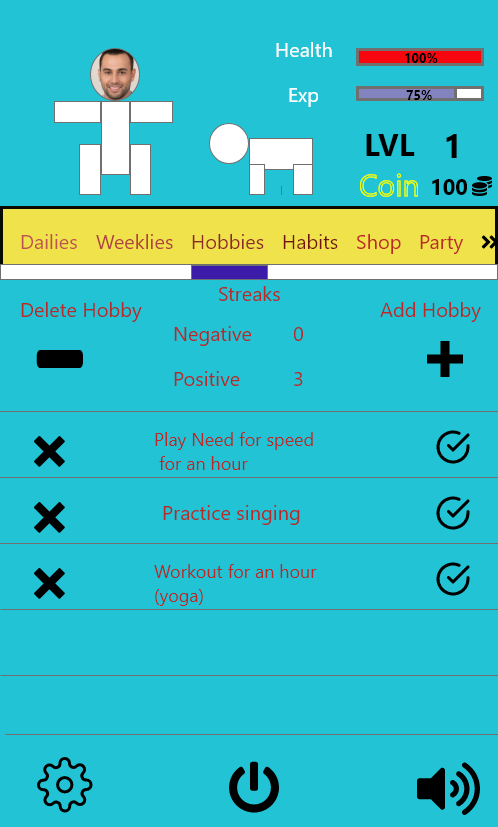 Health 100%
Exp 75%
LVL 1
Coin 100
Dailies Weeklies Hobbies Habits Shop Party »
Streaks
Delete Hobby Add Hobby
Negative 0
Positive 3
Play Need for speed
for an hour
Practice singing
Workout for an hour
(yoga)